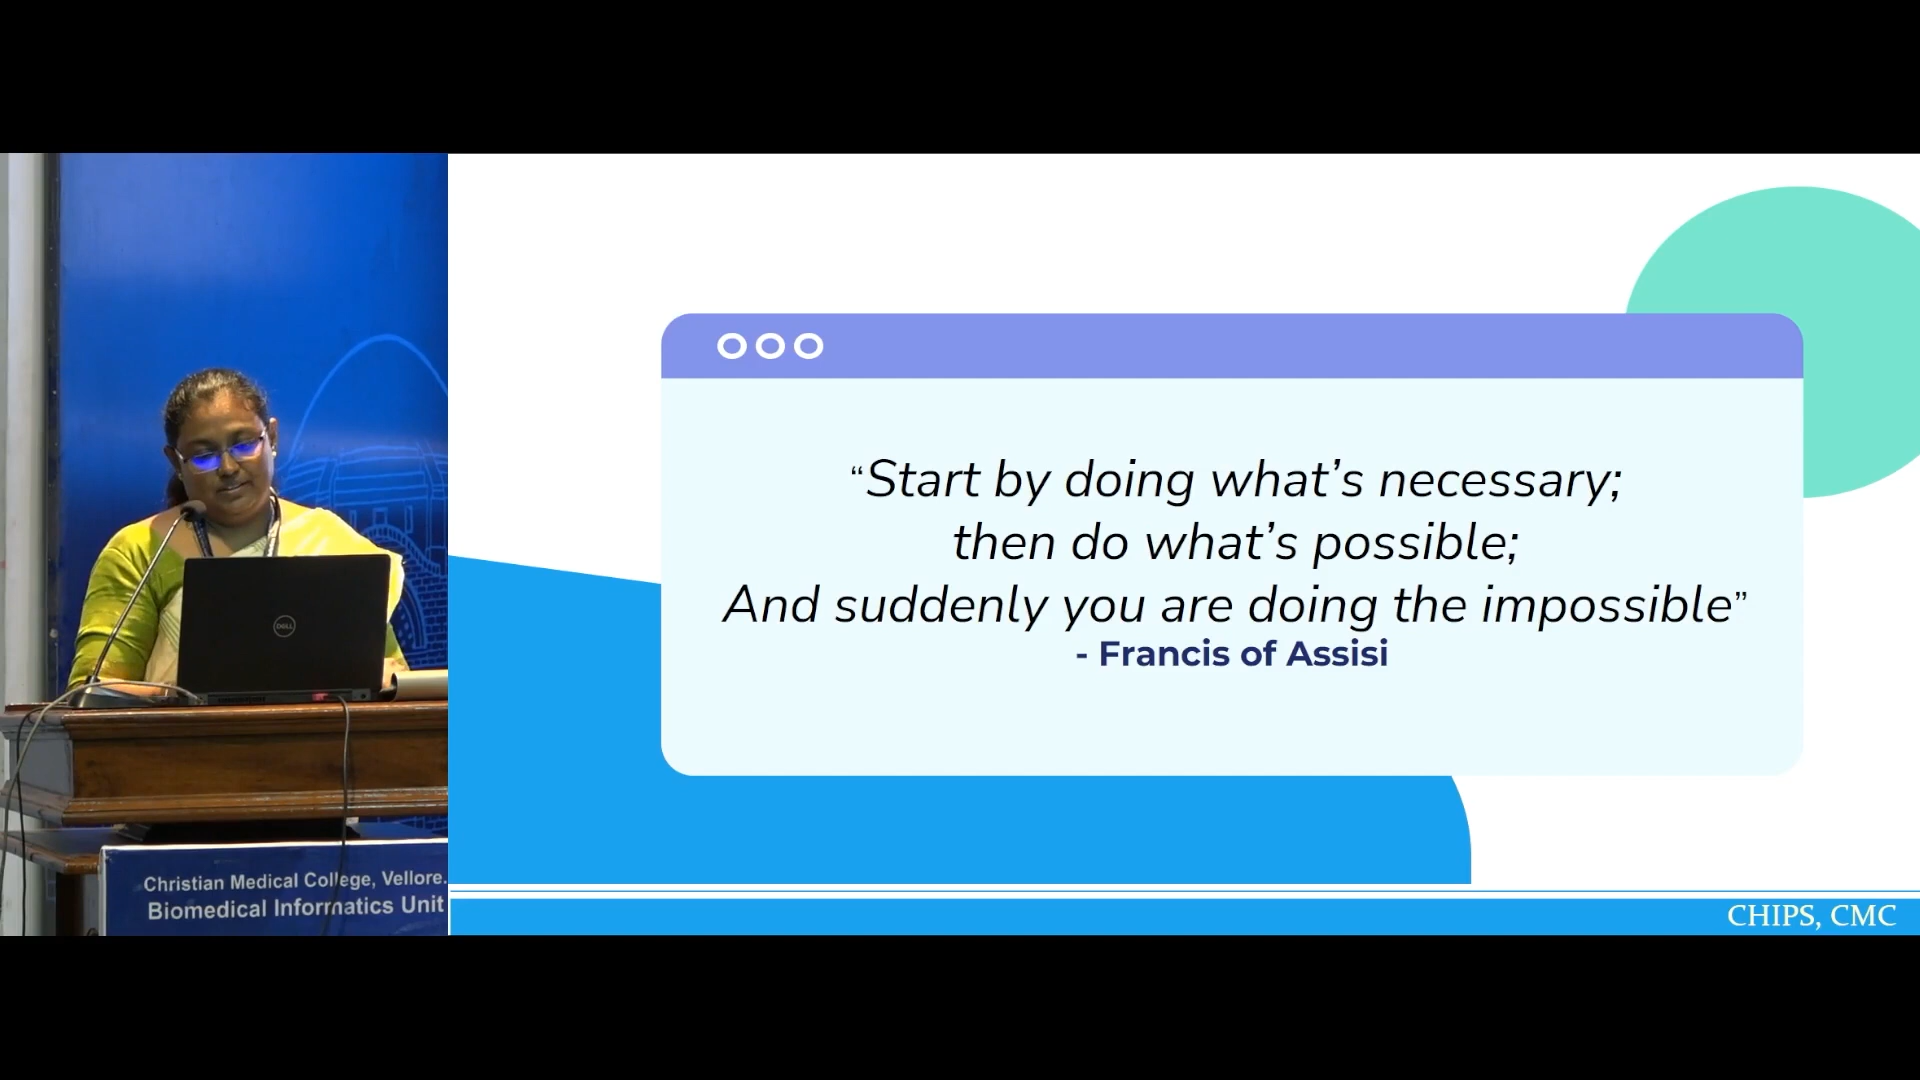 “Start by doing what’s necessary;
then do what’s possible;
And suddenly you are doing the impossible”
- Francis of Assisi
DELL
Christian Medical College, Vellore.
Biomedical Informatics Unit
CHIPS, CMC